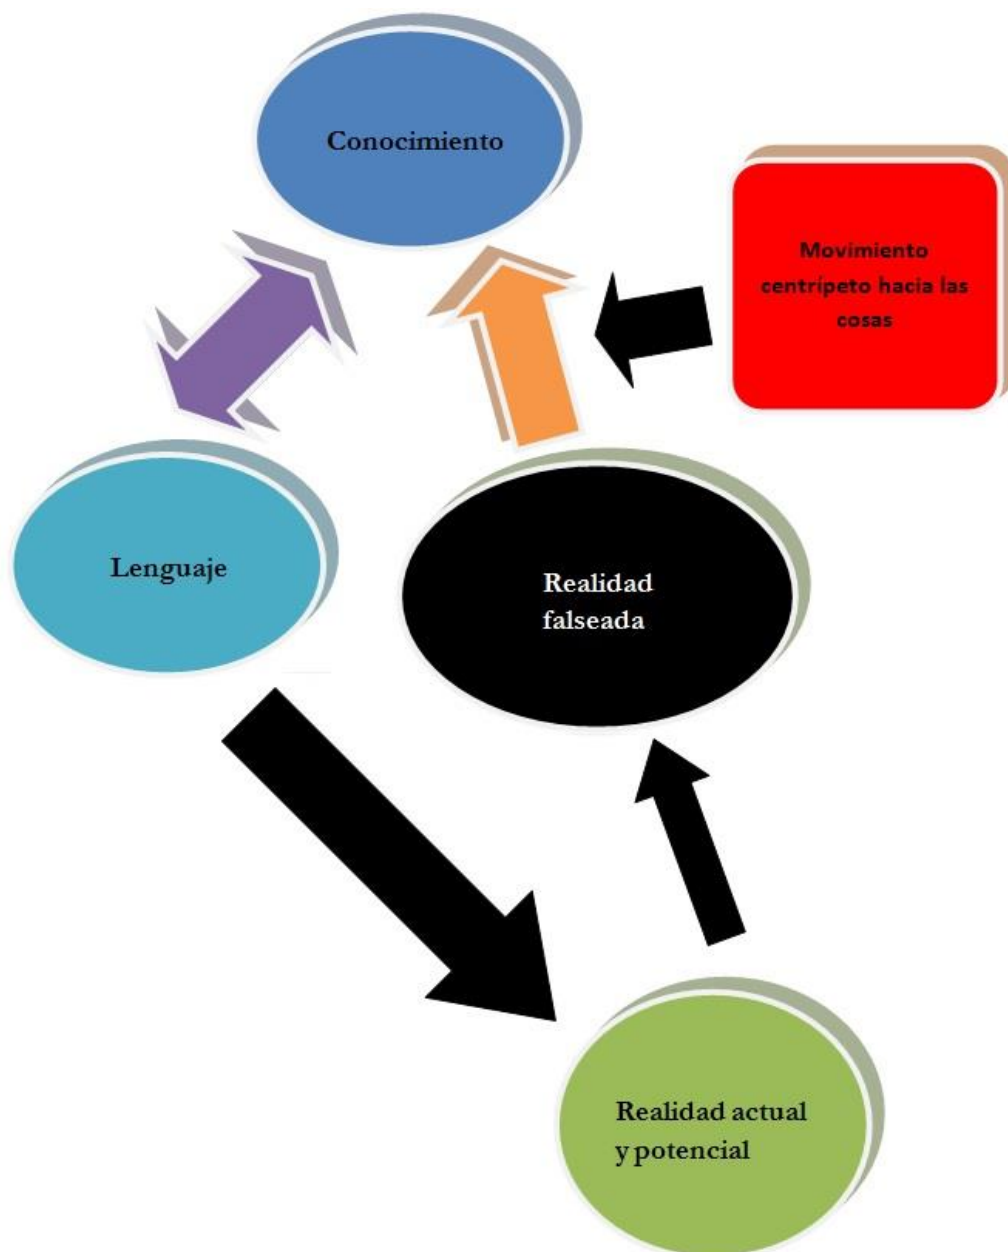 Conocimiento
Movimiento
centrípeto hacia las
cosas
Lenguaje
Realidad
falseada
Realidad actual
y potencial